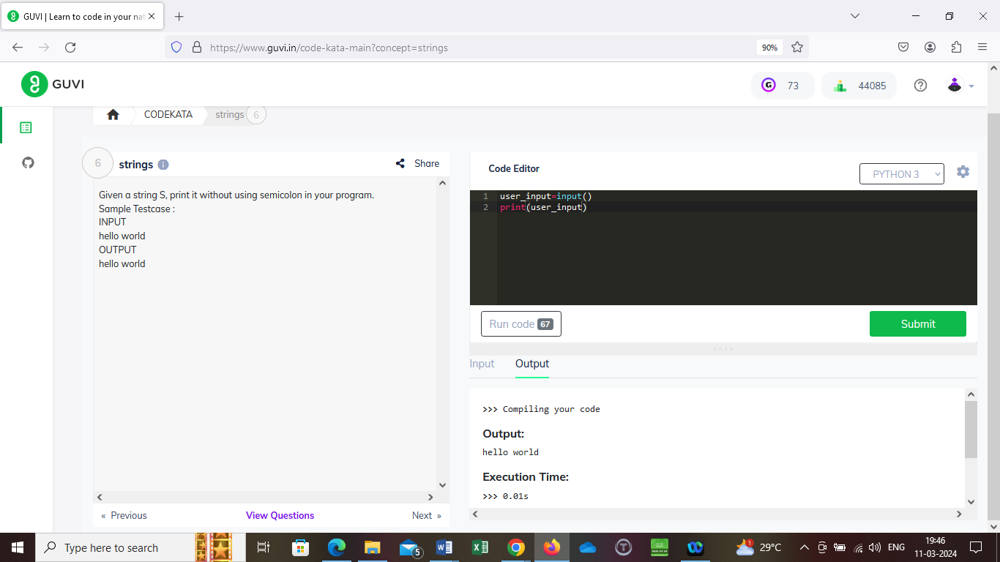 GUVI | Learn to code in your nat
https://www.guvi.in/code-kata-main?concept=strings
90%
GUVI
73
44085
CODEKATA
strings
6
6
strings
Share
Given a string S, print it without using semicolon in your program.
Sample Testcase :
INPUT
hello world
OUTPUT
hello world
« Previous
View Questions
Next »
Code Editor
PYTHON 3
1 user_input=input()
2 print(user_input)
Run code 67
Submit
Input
Output
>>> Compiling your code
Output:
hello world
Execution Time:
>>> 0.01s
Type here to search
5
1
29°C
ENG
19:46
11-03-2024